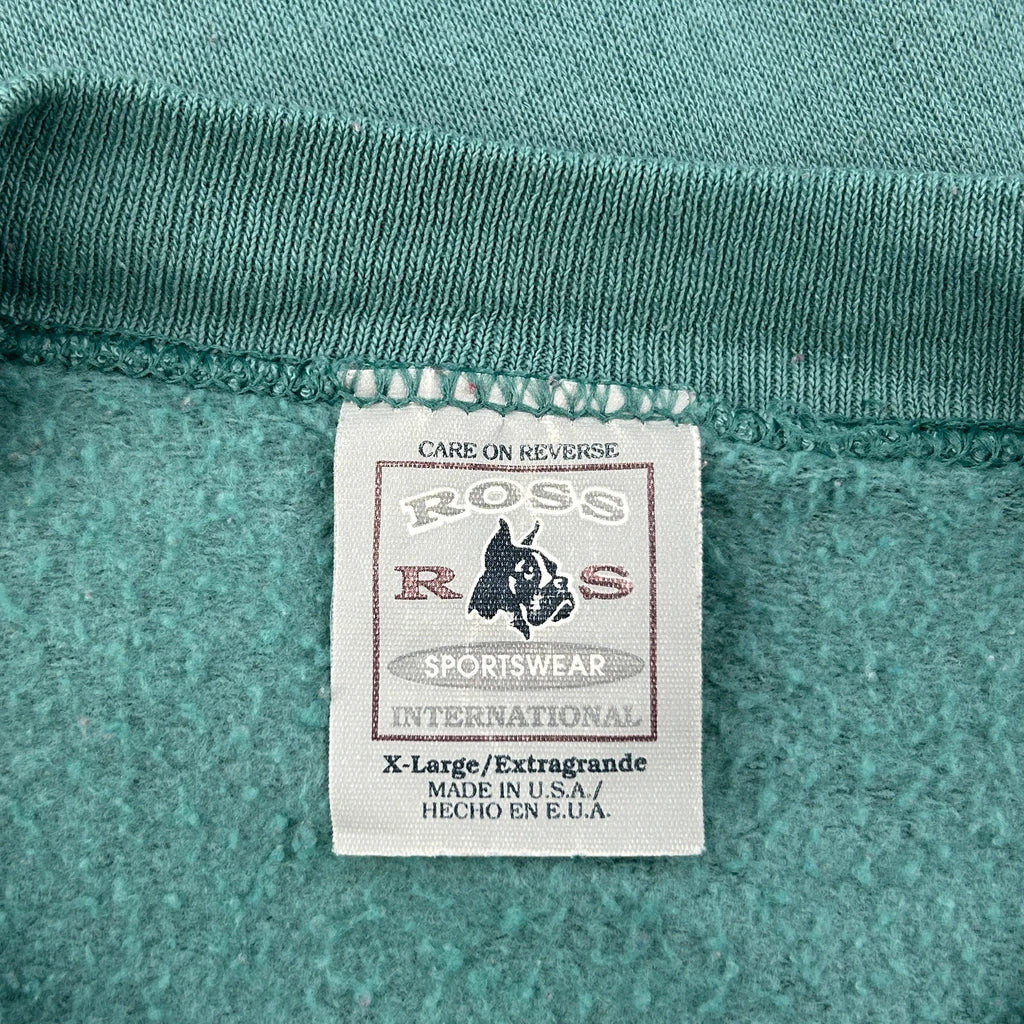 CARE ON REVERSE
ROSS
R S
SPORTSWEAR
INTERNATIONAL
X-Large/Extragrande
MADE IN U.S.A./
HECHO EN E.U.A.